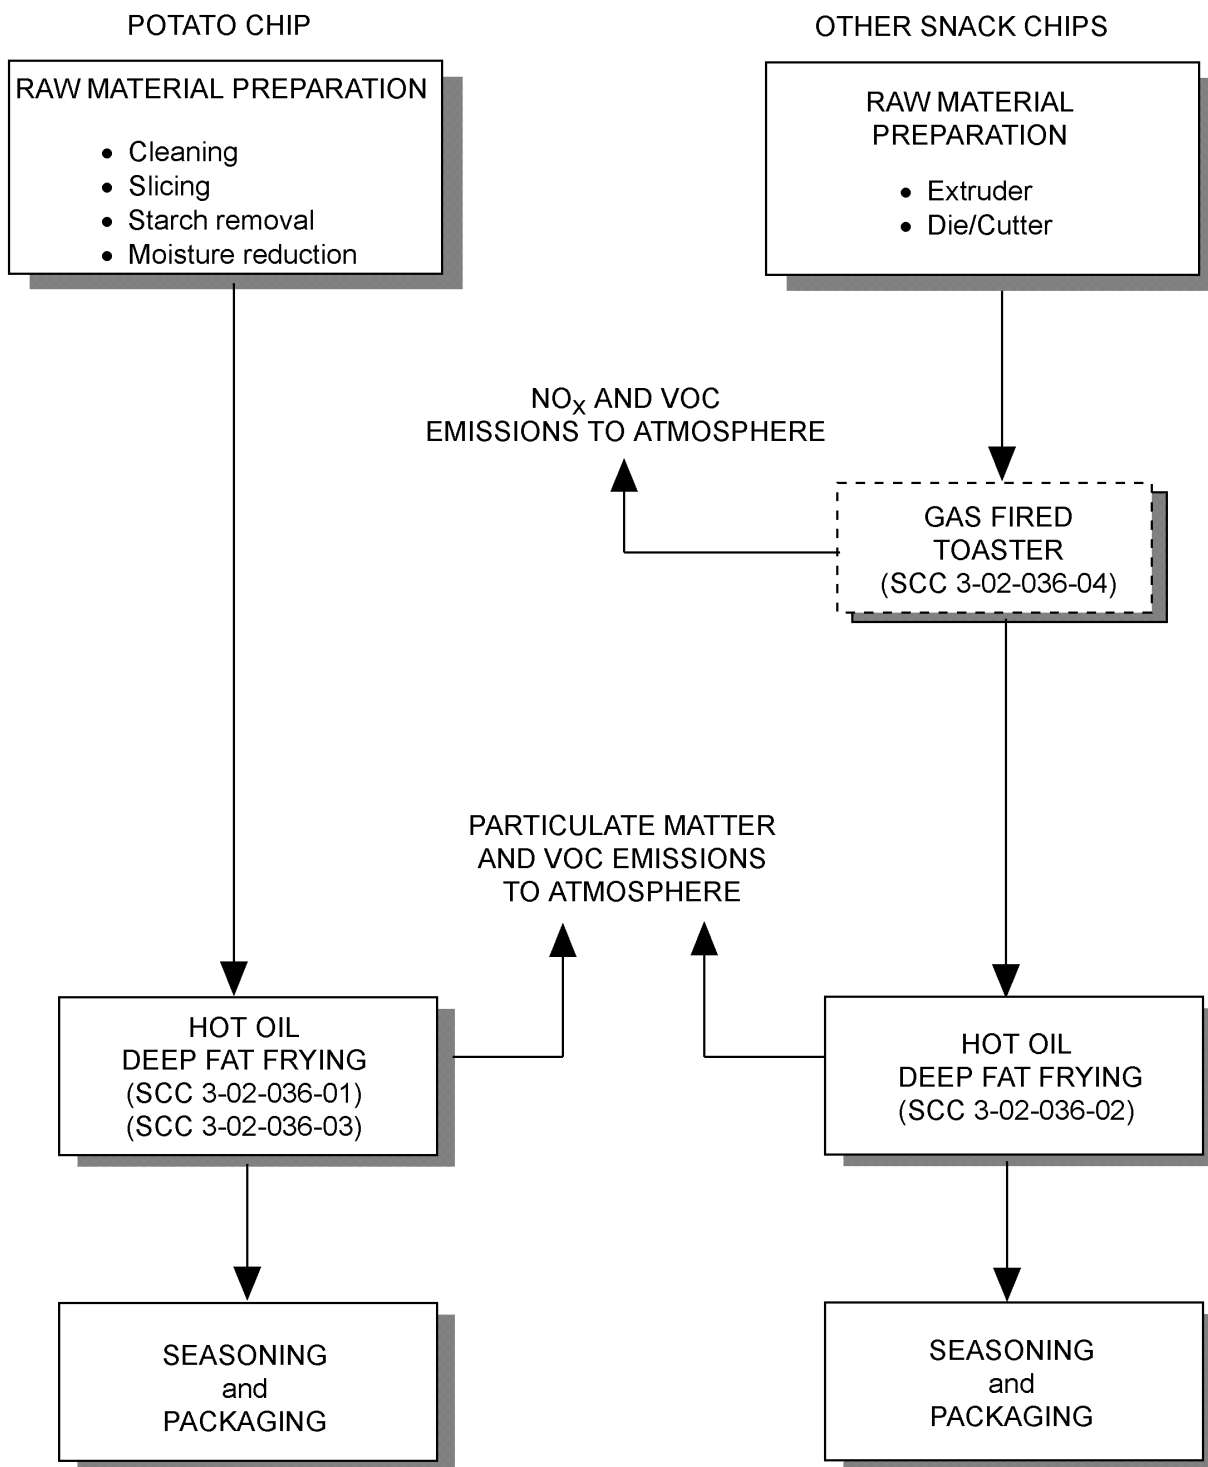 POTATO CHIP
RAW MATERIAL PREPARATION
• Cleaning
• Slicing
• Starch removal
• Moisture reduction
OTHER SNACK CHIPS
RAW MATERIAL
PREPARATION
• Extruder
• Die/Cutter
NOX AND VOC
EMISSIONS TO ATMOSPHERE
GAS FIRED
TOASTER
(SCC 3-02-036-04)
PARTICULATE MATTER
AND VOC EMISSIONS
TO ATMOSPHERE
HOT OIL
DEEP FAT FRYING
(SCC 3-02-036-01)
(SCC 3-02-036-03)
HOT OIL
DEEP FAT FRYING
(SCC 3-02-036-02)
SEASONING
and
PACKAGING
SEASONING
and
PACKAGING